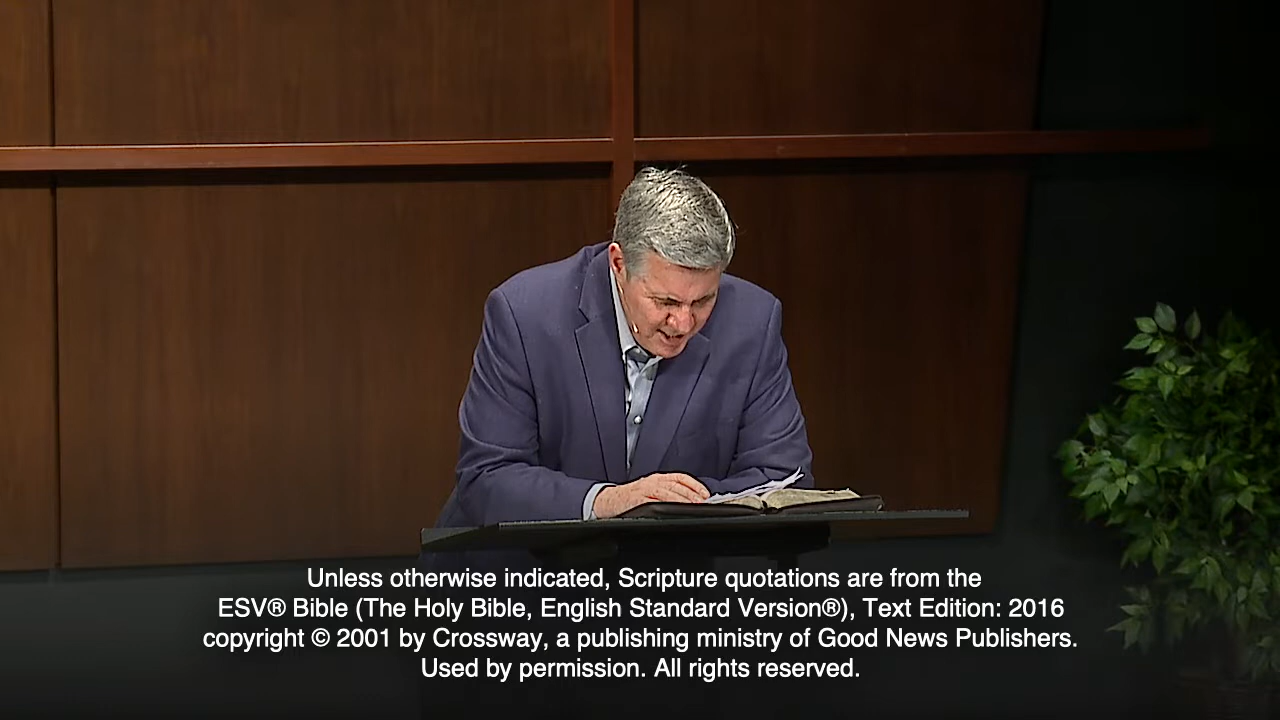 Unless otherwise indicated, Scripture quotations are from the
ESV® Bible (The Holy Bible, English Standard Version®), Text Edition: 2016
copyright © 2001 by Crossway, a publishing ministry of Good News Publishers.
Used by permission. All rights reserved.